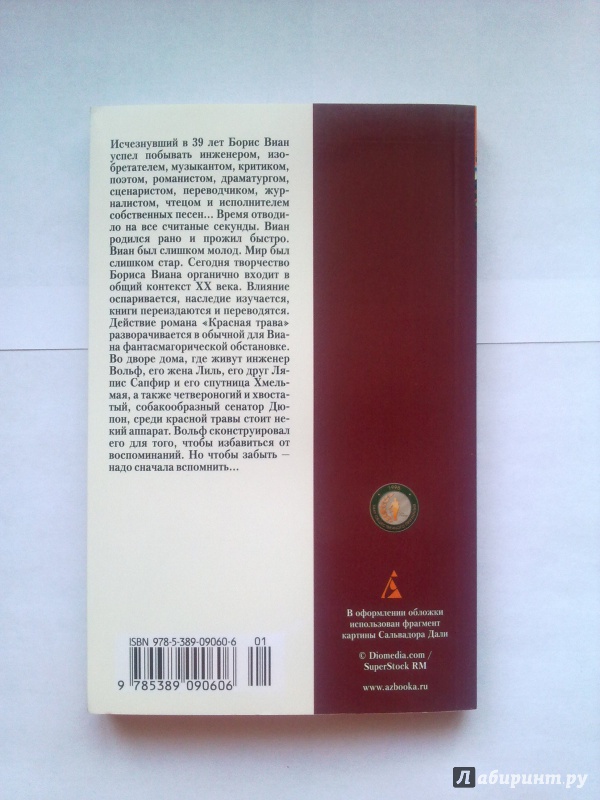 Исчезнувший в 39 лет Борис Виан
успел побывать инженером, изо-
бретателем, музыкантом, критиком,
поэтом, романистом, драматургом,
сценаристом, переводчиком, жур-
налистом, чтецом и исполнителем
собственных песен... Время отводи-
ло на все считаные секунды. Виан
родился рано и прожил быстро.
Виан был слишком молод. Мир был
слишком стар. Сегодня творчество
Бориса Виана органично входит в
общий контекст XX века. Влияние
оспаривается, наследие изучается,
книги переиздаются и переводятся.
Действие романа «Красная трава»
разворачивается в обычной для Виа-
на фантасмагорической обстановке.
Во дворе дома, где живут инженер
Вольф, его жена Лиль, его друг Ля-
пис Сапфир и его спутница Хмель-
мая, а также четвероногий и хвоста-
тый, собакообразный сенатор Дю-
пон, среди красной травы стоит не-
кий аппарат. Вольф сконструировал
его для того, чтобы избавиться от
воспоминаний. Но чтобы забыть —
надо сначала вспомнить...
ISBN 978-5-389-09060-6
01
9 785389 090606
В оформлении обложки
использован фрагмент
картины Сальвадора Дали
© Diomedia.com /
SuperStock RM
www.azbooka.ru
Лабиринт.ру